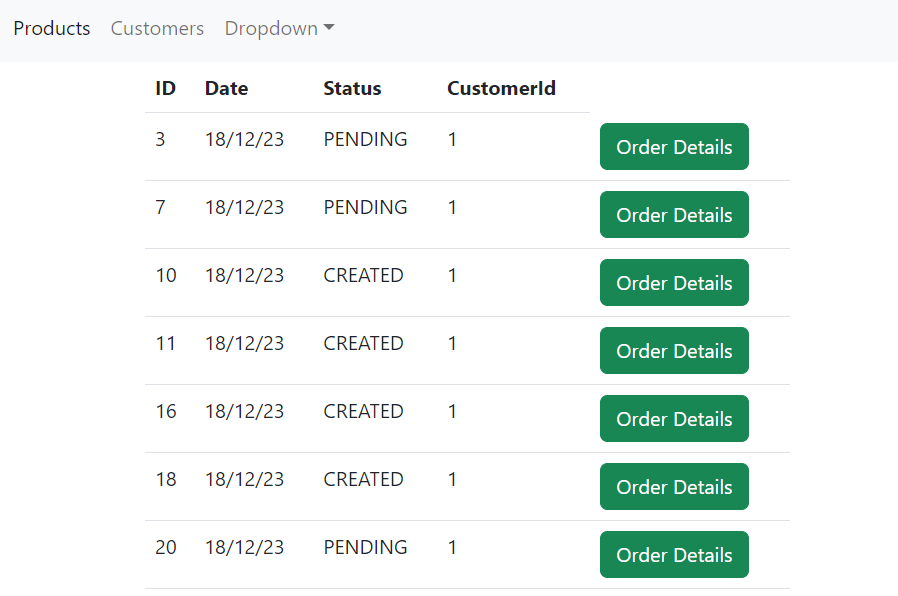 Products Customers Dropdown
ID Date Status CustomerId
3 18/12/23 PENDING 1 Order Details
7 18/12/23 PENDING 1 Order Details
10 18/12/23 CREATED 1 Order Details
11 18/12/23 CREATED 1 Order Details
16 18/12/23 CREATED 1 Order Details
18 18/12/23 CREATED 1 Order Details
20 18/12/23 PENDING 1 Order Details